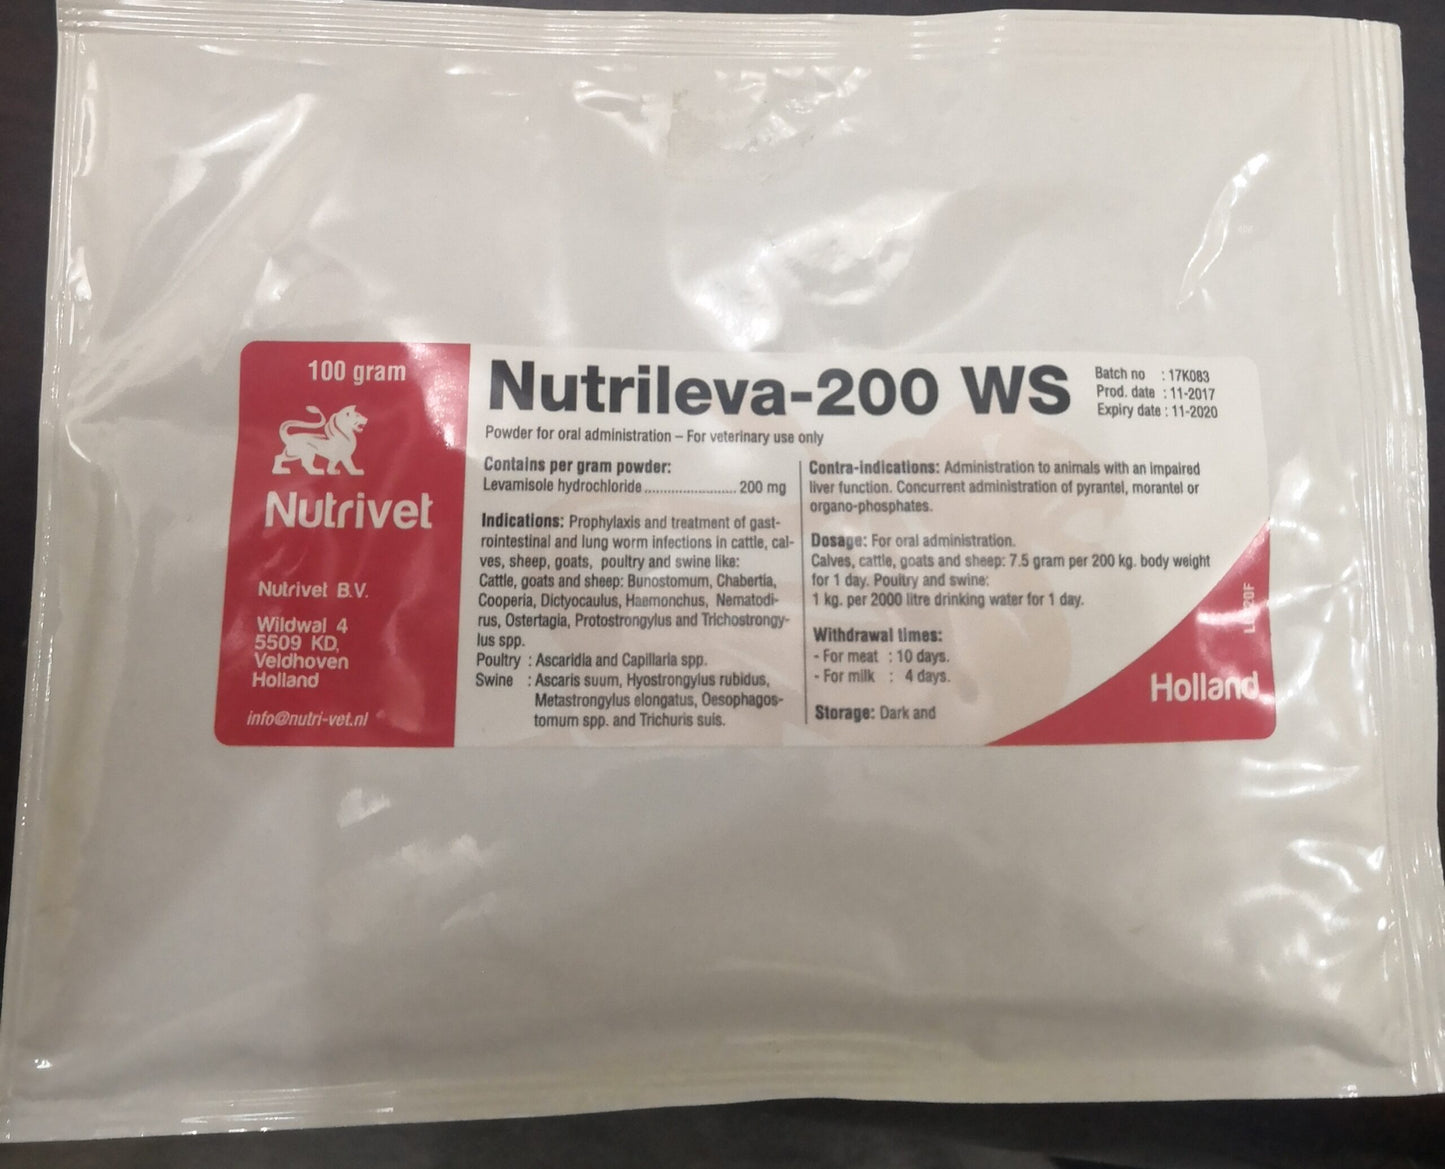 100 gram
Nutrivet
Nutrivet B.V.
Wildwal 4
5509 KD,
Veldhoven
Holland
info@nutri-vet.nl
Nutrileva-200 WS
Batch no : 17K083
Prod. date : 11-2017
Expiry date : 11-2020
Powder for oral administration – For veterinary use only
Contains per gram powder:
Levamisole hydrochloride ....................... 200 mg
Indications: Prophylaxis and treatment of gast-
rointestinal and lung worm infections in cattle, cal-
ves, sheep, goats, poultry and swine like:
Cattle, goats and sheep: Bunostomum, Chabertia,
Cooperia, Dictyocaulus, Haemonchus, Nematodi-
rus, Ostertagia, Protostrongylus and Trichostrongy-
lus spp.
Poultry : Ascaridia and Capillaria spp.
Swine : Ascaris suum, Hyostrongylus rubidus,
Metastrongylus elongatus, Oesophagos-
tomum spp. and Trichuris suis.
Contra-indications: Administration to animals with an impaired
liver function. Concurrent administration of pyrantel, morantel or
organo-phosphates.
Dosage: For oral administration.
Calves, cattle, goats and sheep: 7.5 gram per 200 kg. body weight
for 1 day. Poultry and swine:
1 kg. per 2000 litre drinking water for 1 day.
Withdrawal times:
- For meat : 10 days.
- For milk : 4 days.
Storage: Dark and
Holland